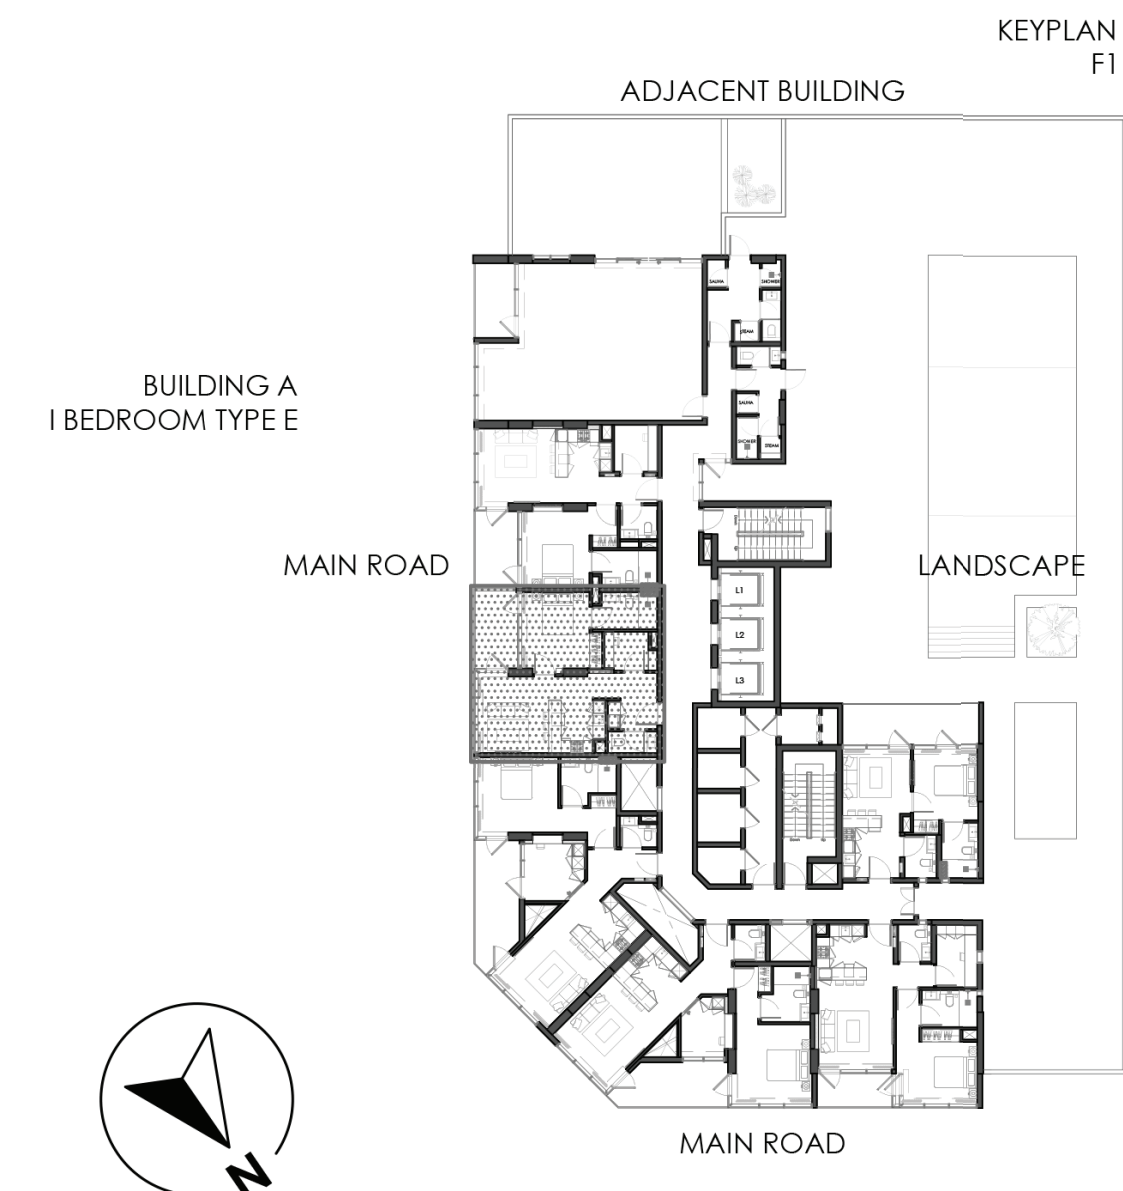 KEYPLAN
F1
ADJACENT BUILDING
SAUNA
SHOWER
STEAM
BUILDING A
1 BEDROOM TYPE E
SAUNA
SHOWER
STEAM
MAIN ROAD
LANDSCAPE
L1
L2
L3
MAIN ROAD
N